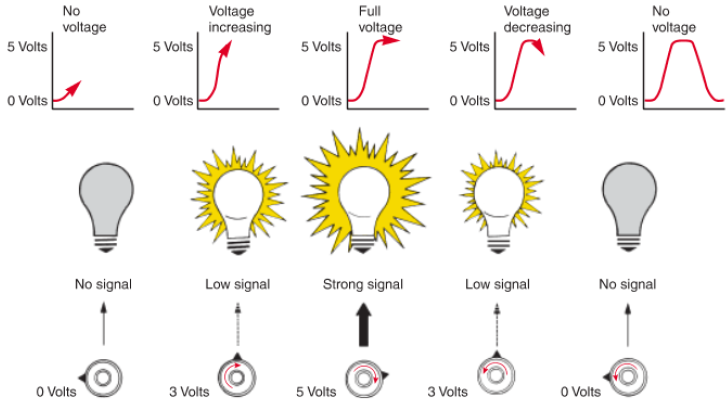 No
voltage
5 Volts
0 Volts
Voltage
increasing
5 Volts
0 Volts
Full
voltage
5 Volts
0 Volts
Voltage
decreasing
5 Volts
0 Volts
No
voltage
5 Volts
0 Volts
No signal
Low signal
Strong signal
Low signal
No signal
0 Volts
3 Volts
5 Volts
3 Volts
0 Volts